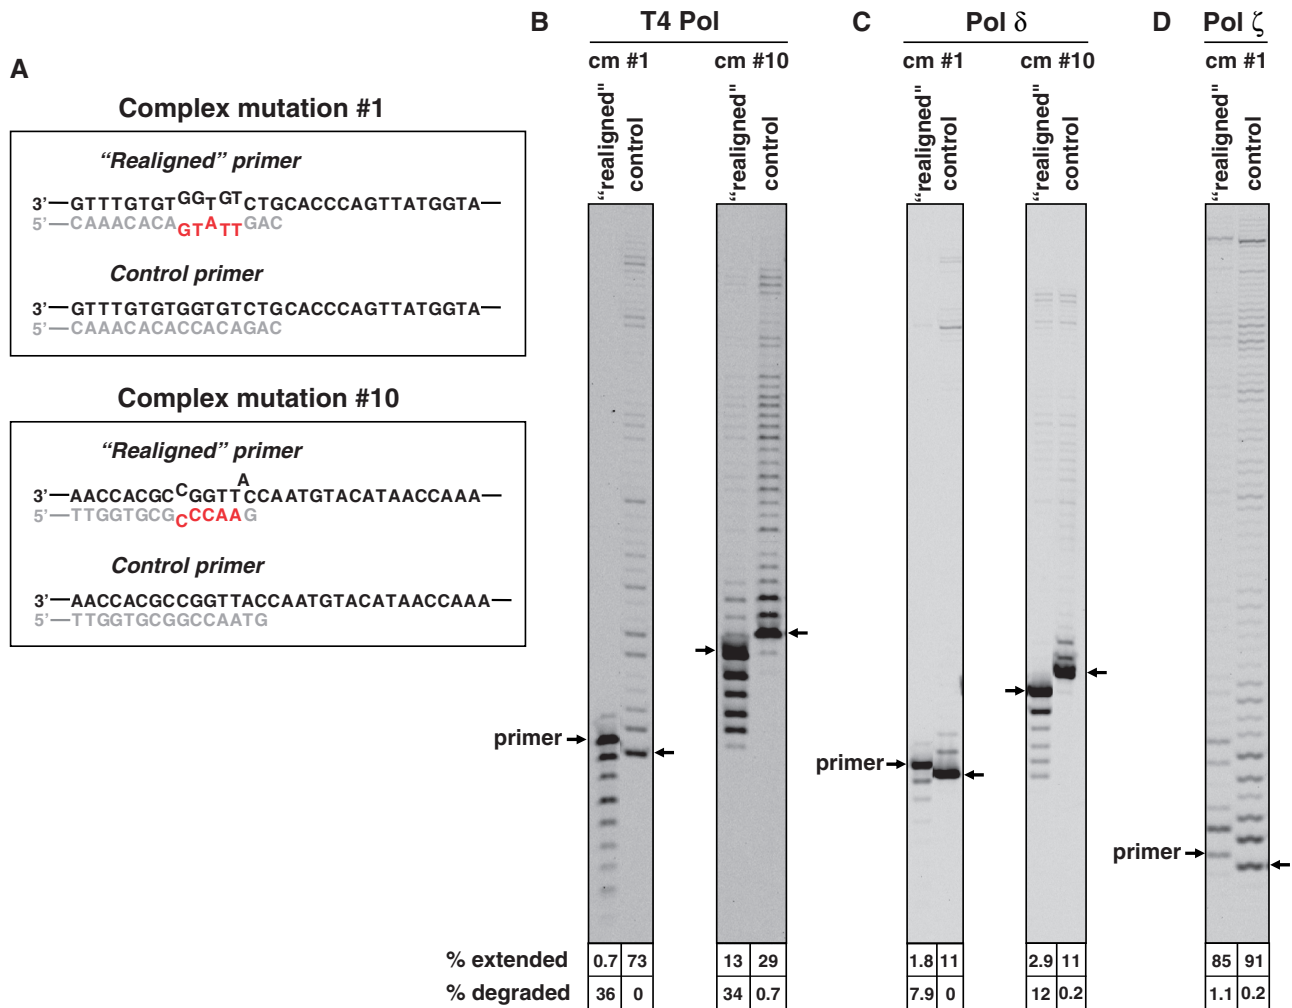 A
Complex mutation #1
“Realigned” primer
3’—GTTTGTGTGGTGTCTGCACCCAGTTATGGTA—
5’—CAAACACAGTATTGAC
Control primer
3’—GTTTGTGTGGTGTCTGCACCCAGTTATGGTA—
5’—CAAACACACCACAGAC
Complex mutation #10
“Realigned” primer
3’—AACCACGCCGGTTACCAATGTACATAACCAAA—
5’—TTGGTGCGCCCAAG
Control primer
3’—AACCACGCCGGTTACCAATGTACATAACCAAA—
5’—TTGGTGCGGCCAATG
B
T4 Pol
cm #1
cm #10
“realigned"
control
“realigned"
control
primer
C
Pol δ
cm #1
cm #10
“realigned"
control
“realigned"
control
primer
D
Pol ζ
cm #1
“realigned"
control
primer
% extended 0.7 73 13 29 1.8 11 2.9 11 85 91
% degraded 36 0 34 0.7 7.9 0 12 0.2 1.1 0.2